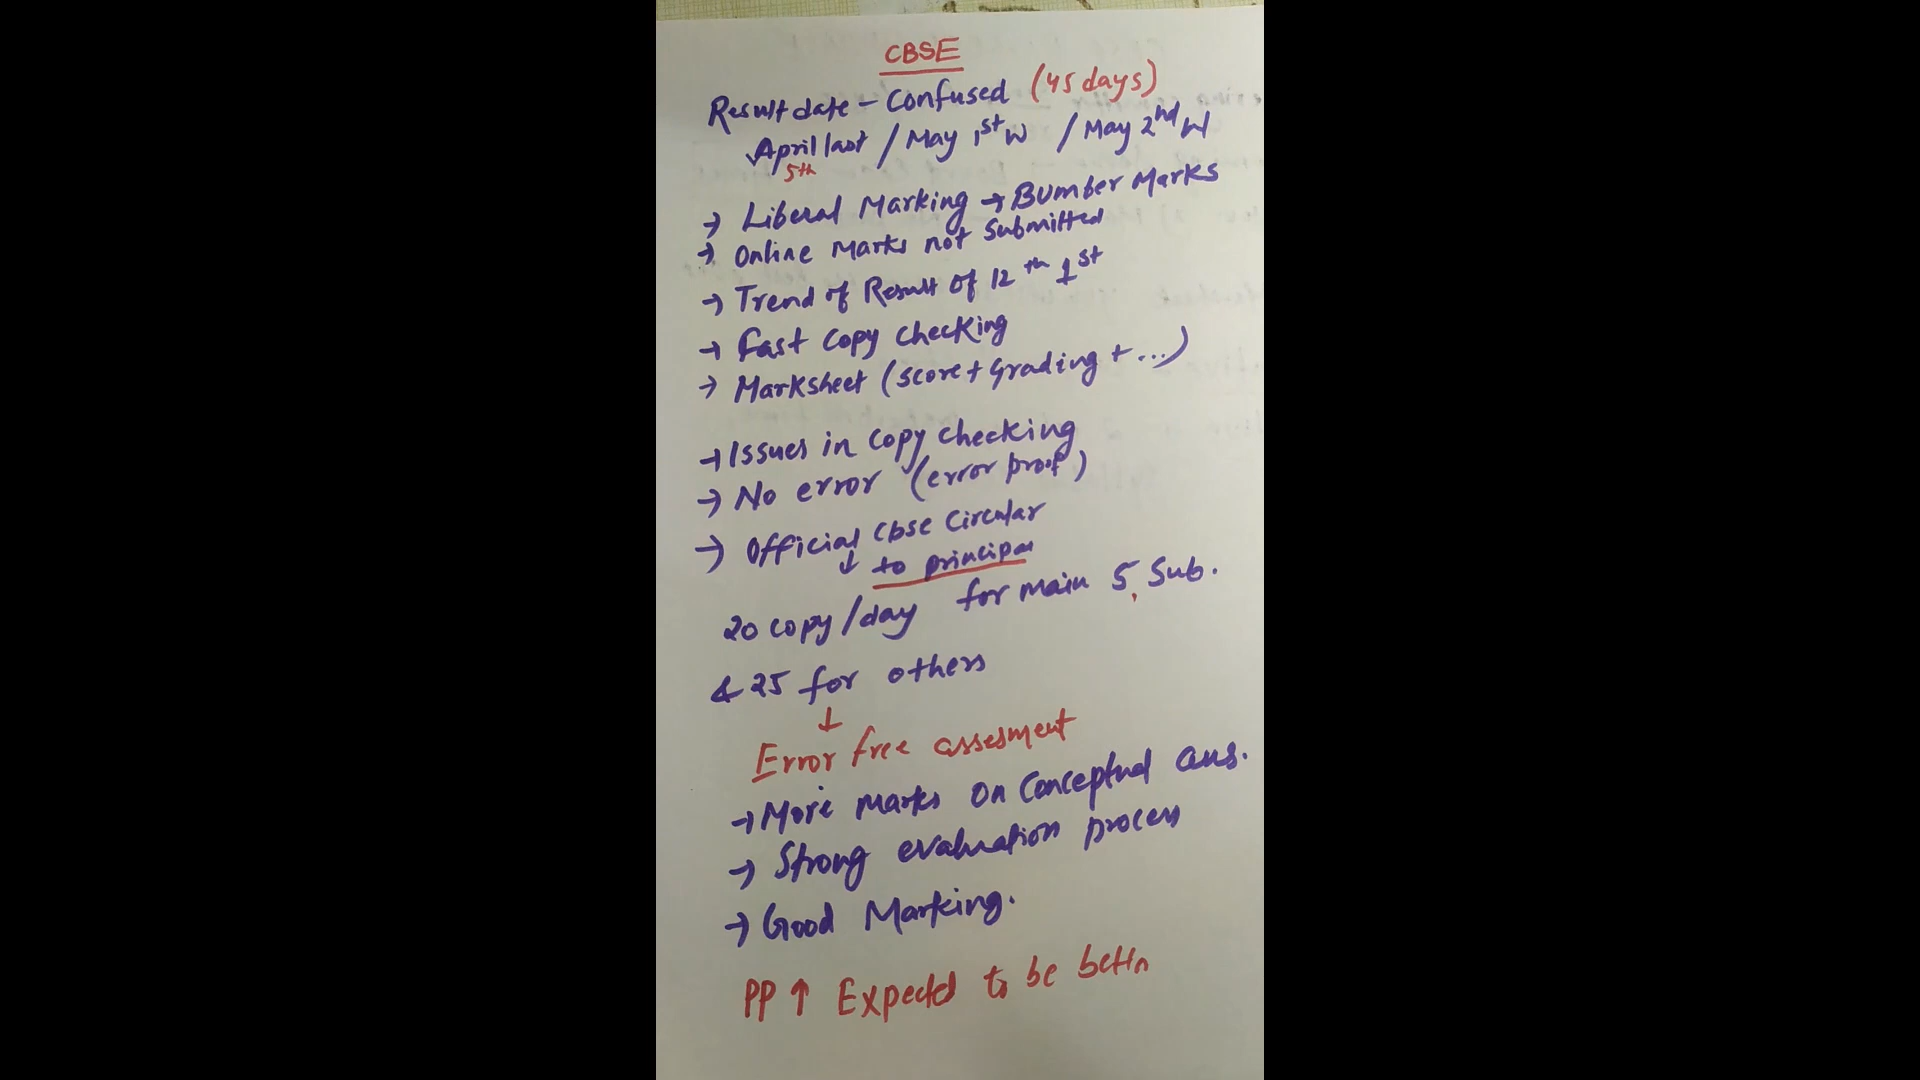 CBSE
Result date - Confused (45 days)
April last / May 1st W / May 2nd W
5th
→ Liberal Marking → Bumber Marks
→ Online Marks not Submitted
→ Trend of Result of 12th 1st
→ Fast Copy Checking
→ Marksheet (Score + Grading + ...)
→ Issues in Copy Checking
→ No error (error proof)
→ Official Cbse Circular
↓ to principal
20 copy/day for main 5 Sub.
& 25 for others
↓
Error free assesment
→ More Marks on Conceptual ans.
→ Strong evaluation process
→ Good Marking.
PP ↑ Expected to be better